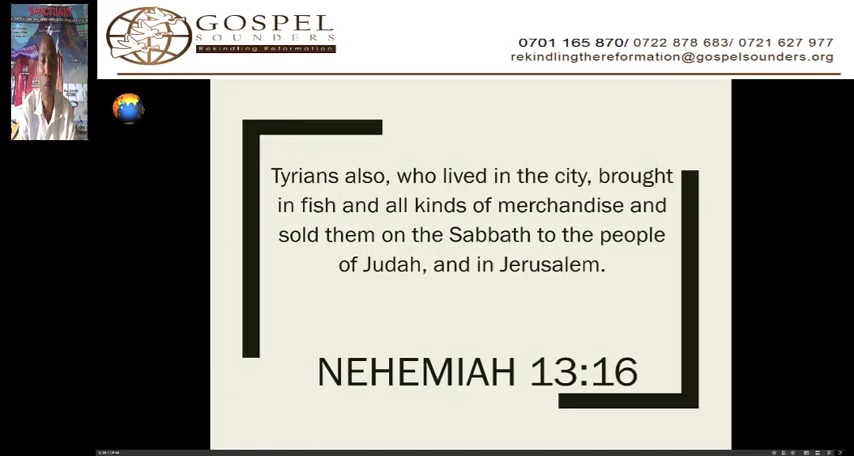 SANCTUARY
GOSPEL
SOUNDERS
Rekindling Reformation
0701 165 870/ 0722 878 683/ 0721 627 977
rekindlingthereformation@gospelsounders.org
Tyrians also, who lived in the city, brought
in fish and all kinds of merchandise and
sold them on the Sabbath to the people
of Judah, and in Jerusalem.
NEHEMIAH 13:16